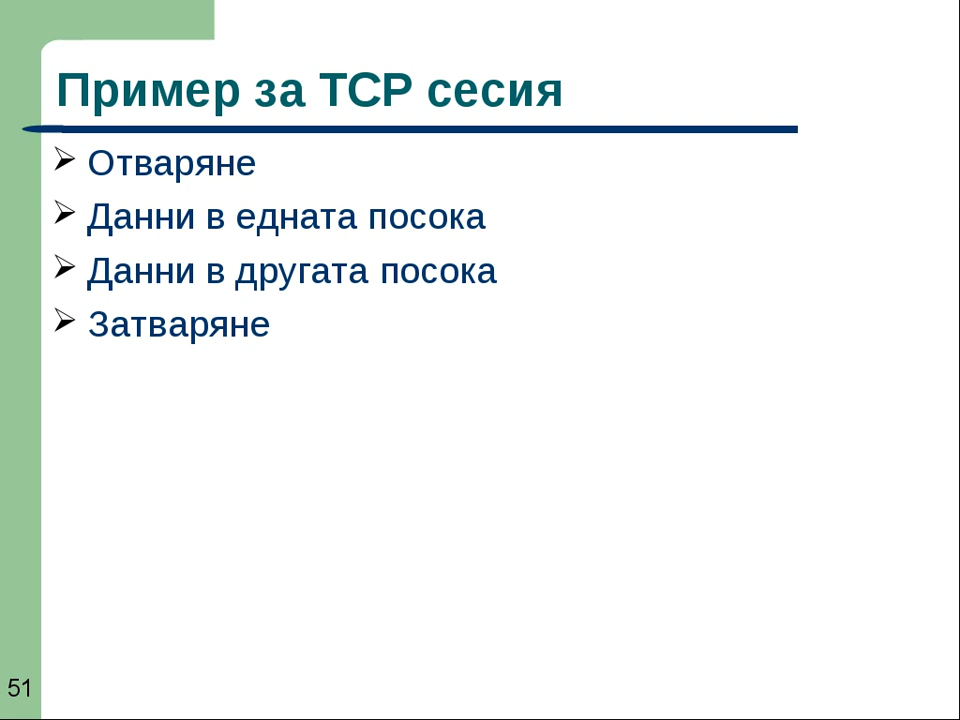 Пример за TCP сесия
Отваряне
Данни в едната посока
Данни в другата посока
Затваряне
51